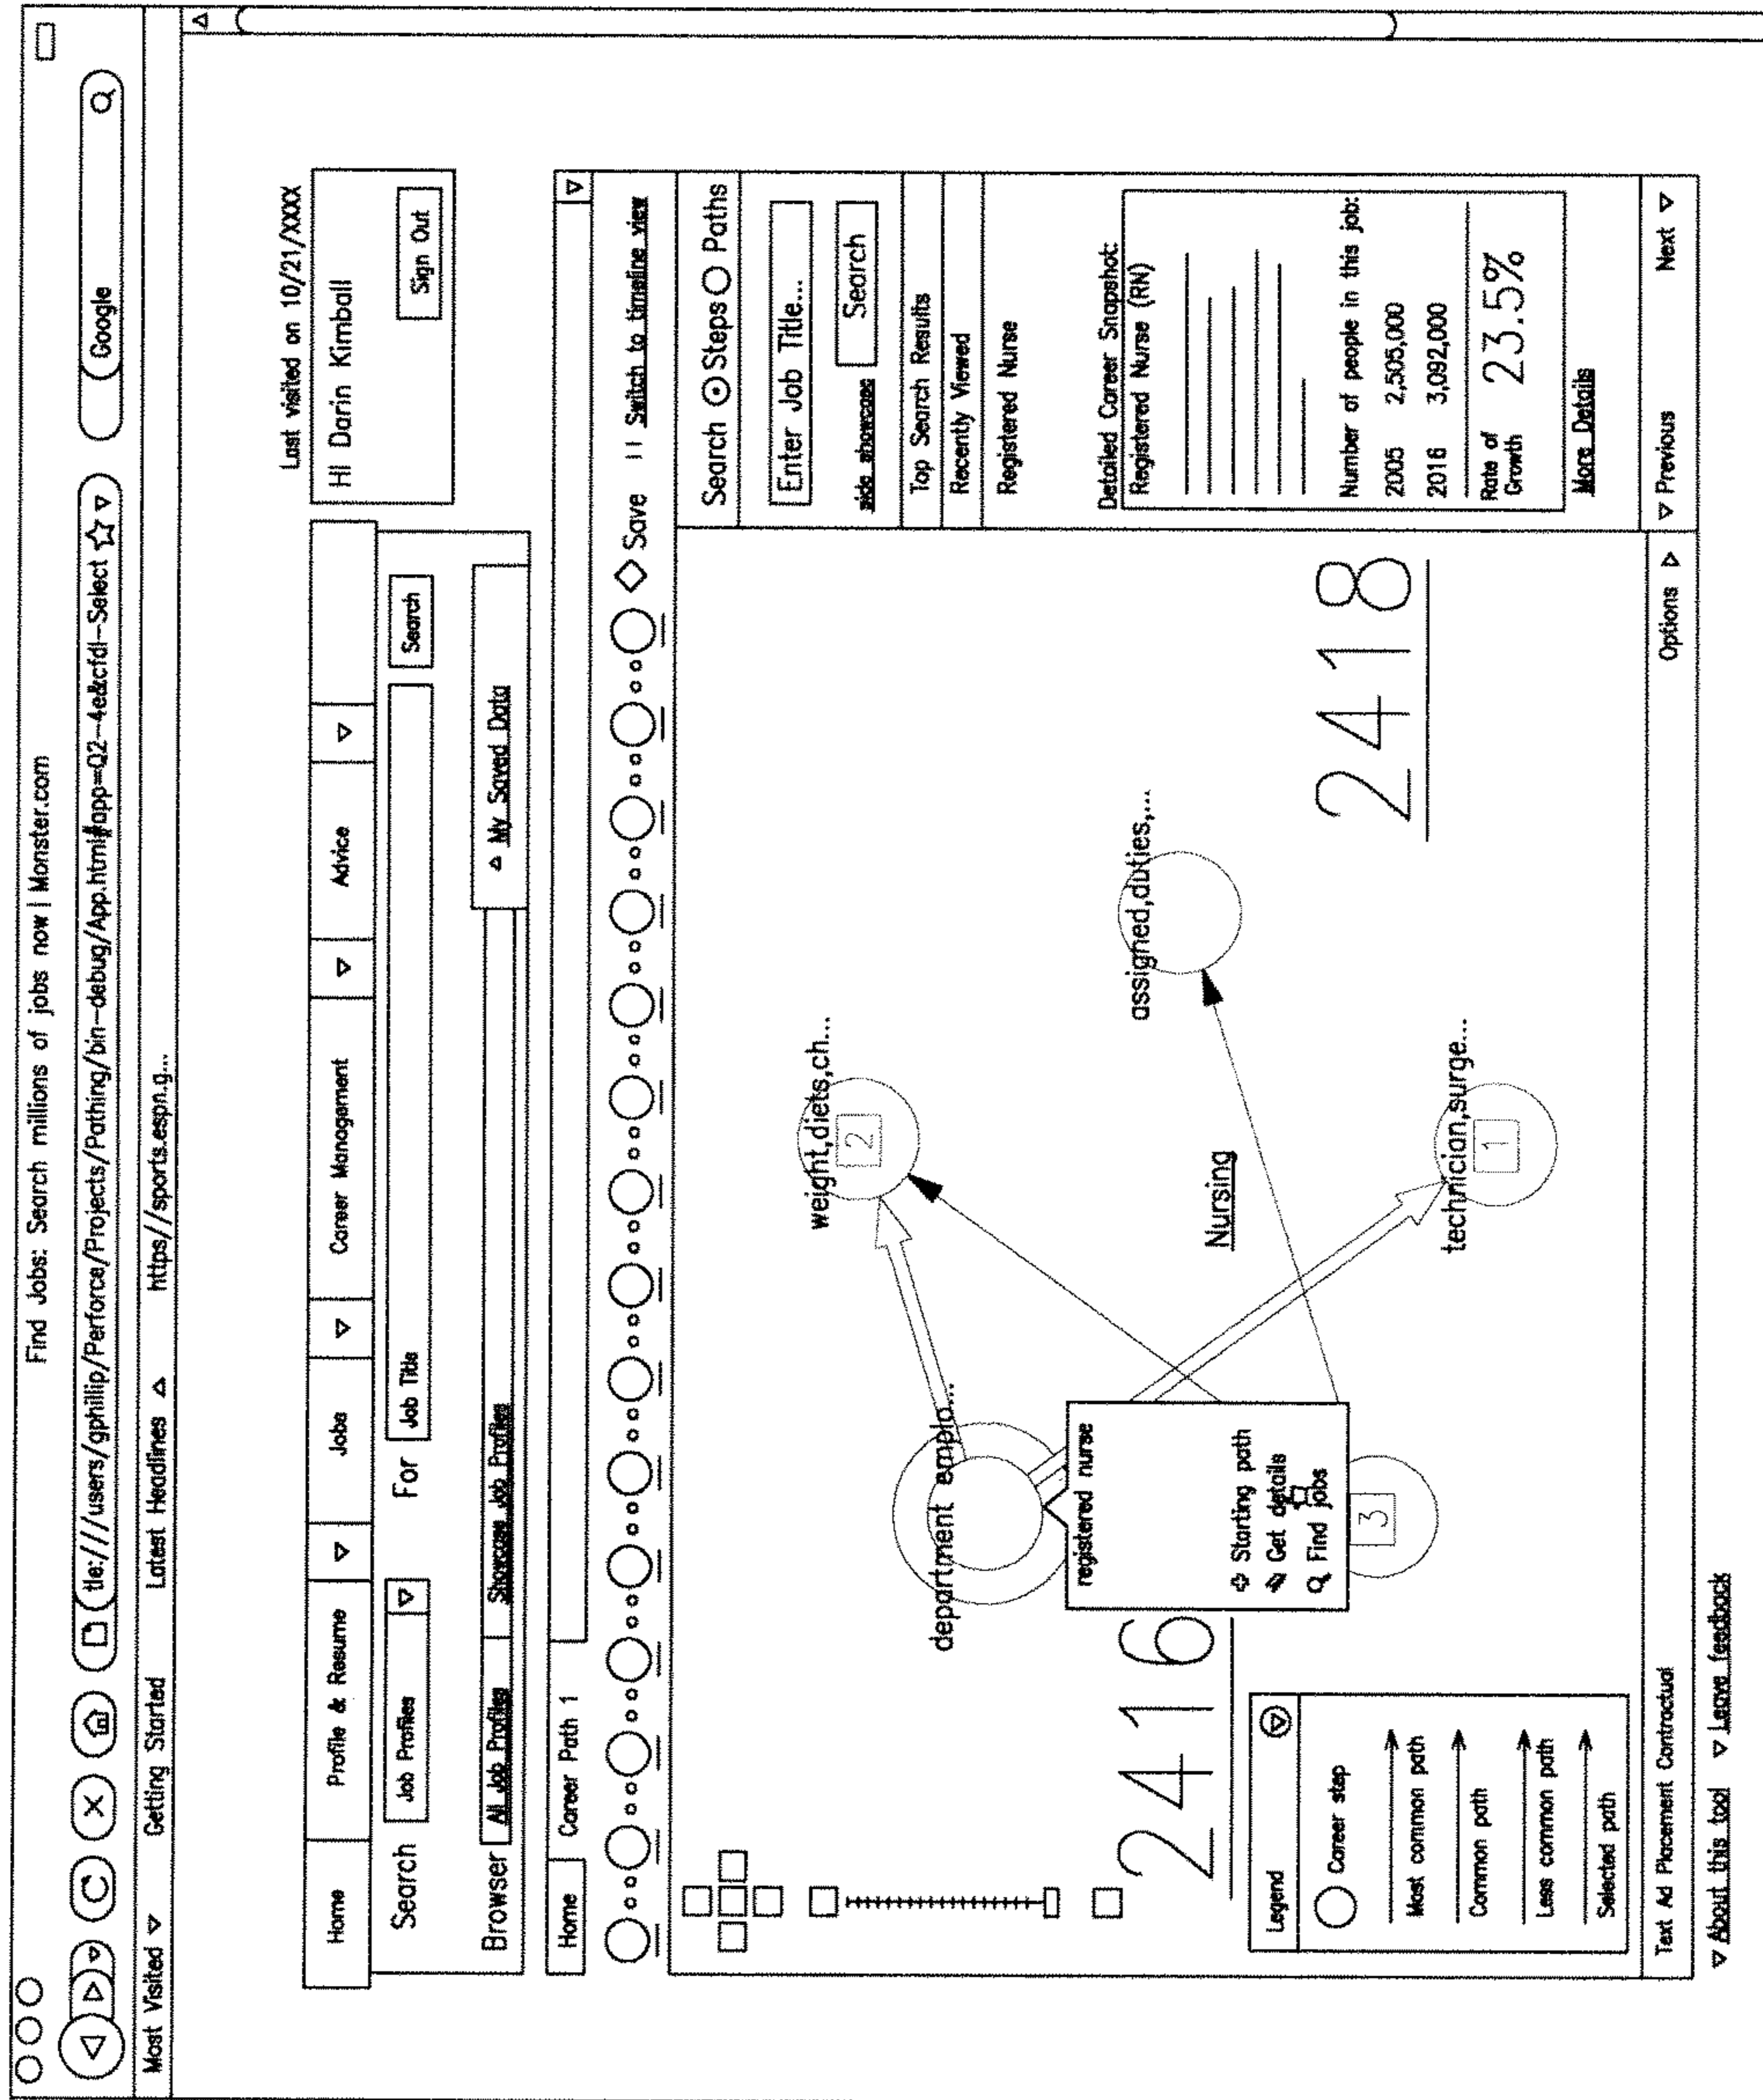 Find Jobs: Search millions of jobs now | Monster.com
tle:///users/gphillip/Perforce/Projects/Pathing/bin-debug/App.html#app=Q2-4e&cfdl-Select
Google
Most Visited
Getting Started
Latest Headlines
https//sports.espn.g...
Last visited on 10/21/XXXX
HI Darin Kimball
Sign Out
Home
Profile & Resume
Jobs
Career Management
Advice
Search
Job Profiles
For
Job Title
Search
Browser
All Job Profiles
Showcase Job Profiles
My Saved Data
Home
Career Path 1
Save
|| Switch to timeline view
Search Steps Paths
Enter Job Title...
showcase
Search
Top Search Results
Recently Viewed
Registered Nurse
Detailed Career Snapshot:
Registered Nurse (RN)
Number of people in this job:
2005 2,505,000
2016 3,092,000
Rate of
Growth 23.5%
More Details
department emplo...
weight,diets,ch...
2
assigned,duties,...
Nursing
technician,surge...
1
registered nurse
Starting path
Get details
Find jobs
3
2416
2418
Legend
Career step
Most common path
Common path
Less common path
Selected path
Text Ad Placement Contractual
Options
Previous
Next
About this tool
Leave feedback